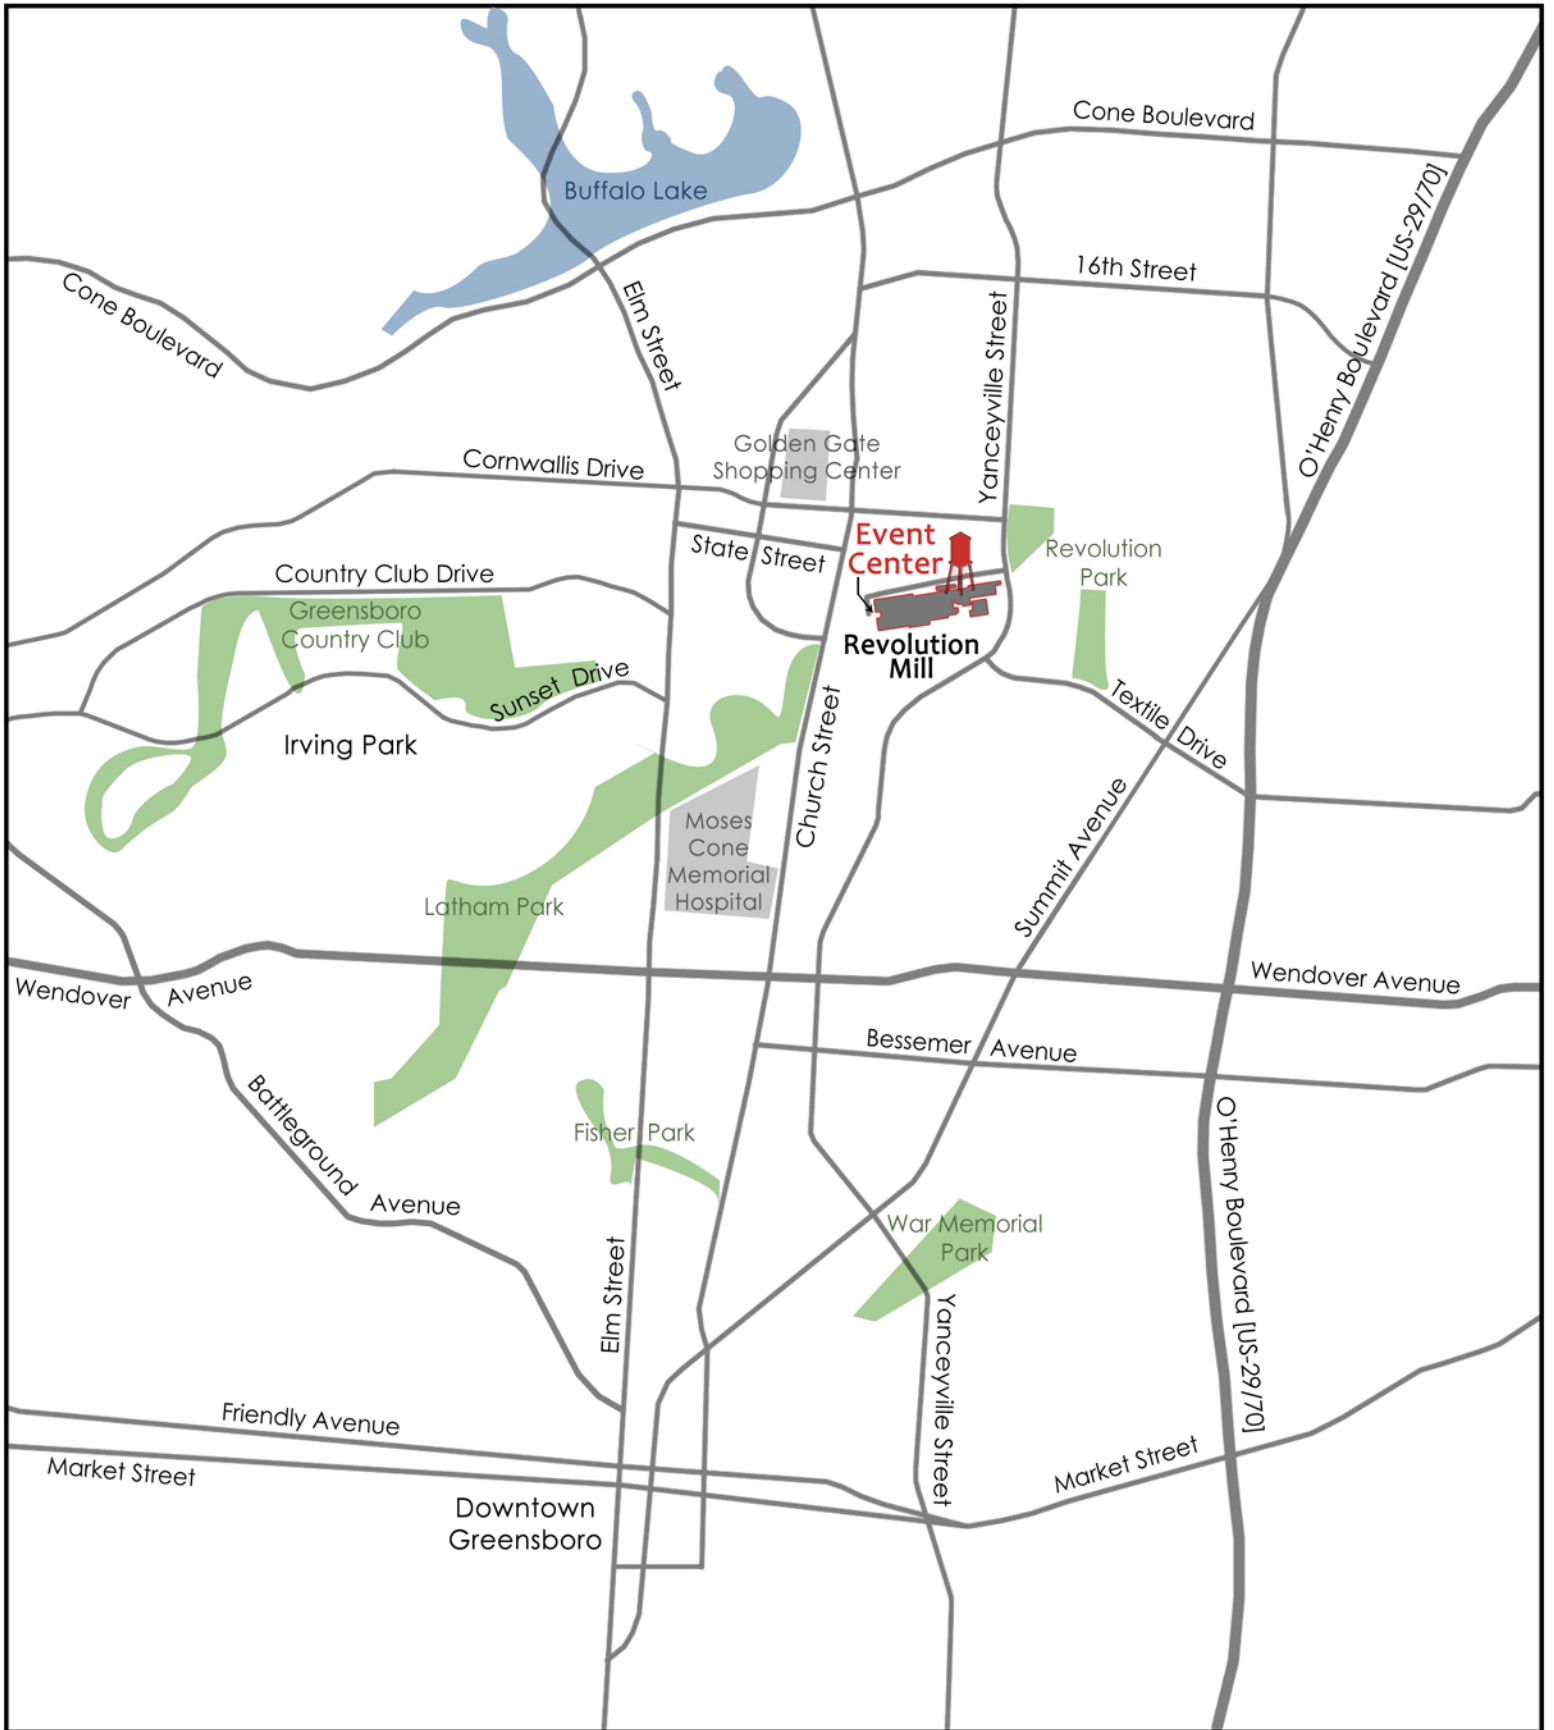 Cone Boulevard
Buffalo Lake
O'Henry Boulevard [US-29/70]
16th Street
Cone Boulevard
Elm Street
Yanceyville Street
Golden Gate
Shopping Center
Cornwallis Drive
Event
Center
State Street
Revolution
Park
Country Club Drive
Greensboro
Country Club
Revolution
Mill
Sunset Drive
Textile Drive
Irving Park
Church Street
Moses
Cone
Memorial
Hospital
Summit Avenue
Latham Park
Wendover Avenue
Wendover Avenue
Bessemer Avenue
Battleground Avenue
Fisher Park
O'Henry Boulevard [US-29/70]
War Memorial
Park
Elm Street
Yanceyville Street
Friendly Avenue
Market Street
Market Street
Downtown
Greensboro